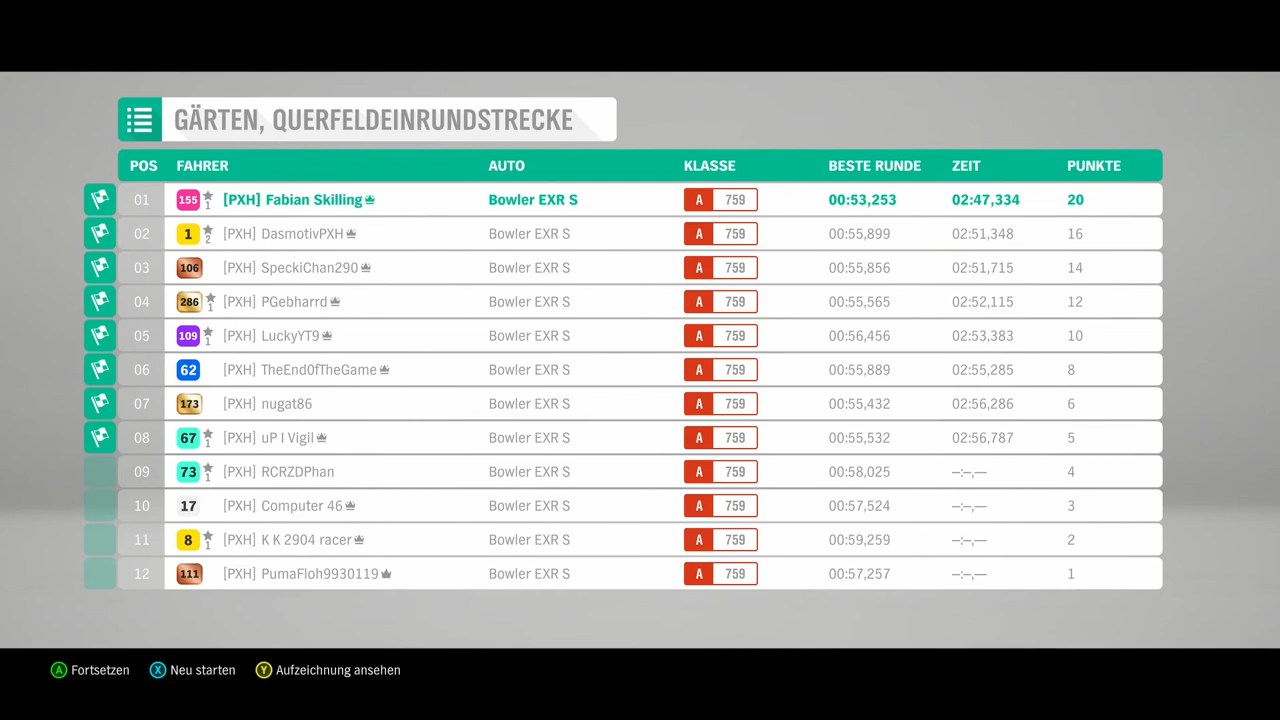 GÄRTEN, QUERFELDEINRUNDSTRECKE
POS FAHRER AUTO KLASSE BESTE RUNDE ZEIT PUNKTE
01 155 1 [PXH] Fabian Skilling Bowler EXR S A 759 00:53,253 02:47,334 20
02 1 2 [PXH] DasmotivPXH Bowler EXR S A 759 00:55,899 02:51,348 16
03 106 [PXH] SpeckiChan290 Bowler EXR S A 759 00:55,856 02:51,715 14
04 286 1 [PXH] PGebharrd Bowler EXR S A 759 00:55,565 02:52,115 12
05 109 1 [PXH] LuckyYT9 Bowler EXR S A 759 00:56,456 02:53,383 10
06 62 [PXH] TheEnd0fTheGame Bowler EXR S A 759 00:55,889 02:55,285 8
07 173 [PXH] nugat86 Bowler EXR S A 759 00:55,432 02:56,286 6
08 67 1 [PXH] uP I Vigil Bowler EXR S A 759 00:55,532 02:56,787 5
09 73 1 [PXH] RCRZDPhan Bowler EXR S A 759 00:58,025 –:–,–– 4
10 17 [PXH] Computer 46 Bowler EXR S A 759 00:57,524 –:–,–– 3
11 8 1 [PXH] K K 2904 racer Bowler EXR S A 759 00:59,259 –:–,–– 2
12 111 [PXH] PumaFloh9930119 Bowler EXR S A 759 00:57,257 –:–,–– 1
A Fortsetzen X Neu starten Y Aufzeichnung ansehen